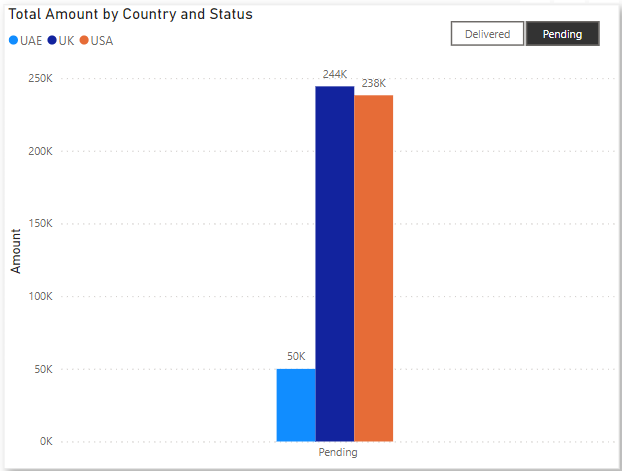 Total Amount by Country and Status
UAE UK USA
Delivered Pending
250K
200K
150K
100K
50K
0K
Amount
50K
244K
238K
Pending